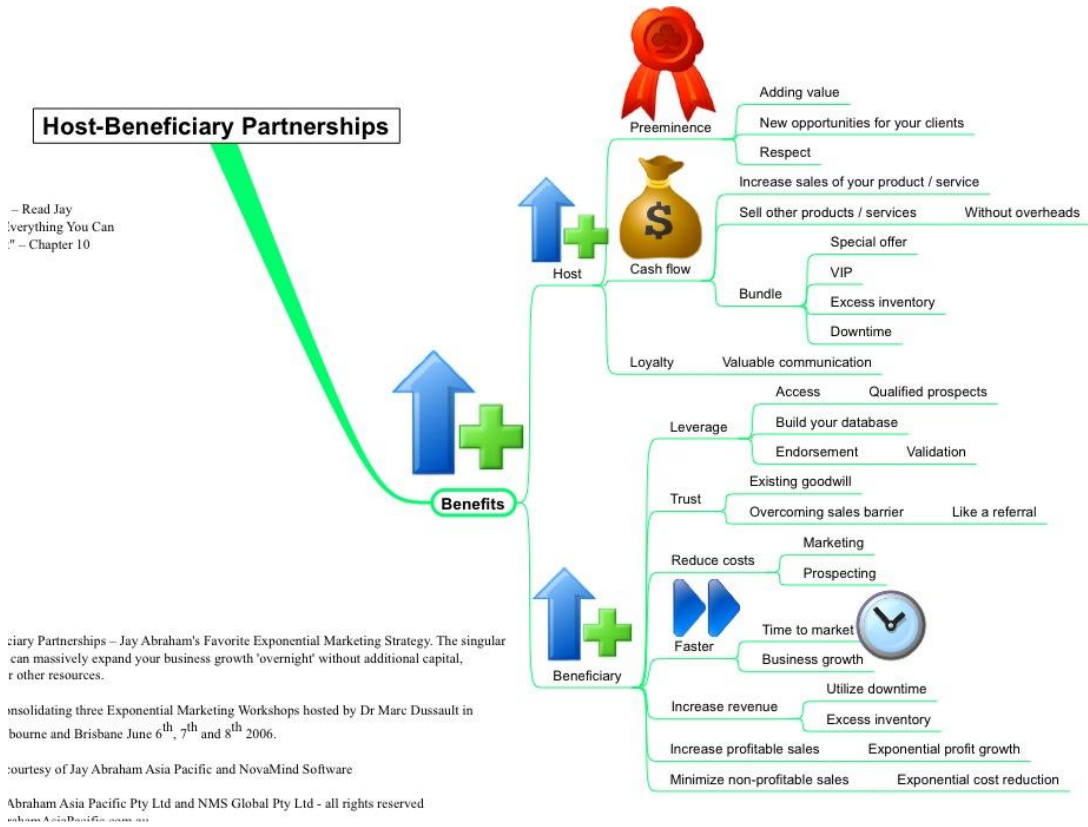 Host-Beneficiary Partnerships
– Read Jay
Everything You Can
– Chapter 10
Benefits
Host
Preeminence
Adding value
New opportunities for your clients
Respect
$
Cash flow
Increase sales of your product / service
Sell other products / services Without overheads
Bundle
Special offer
VIP
Excess inventory
Downtime
Loyalty Valuable communication
Beneficiary
Leverage
Access Qualified prospects
Build your database
Endorsement Validation
Trust
Existing goodwill
Overcoming sales barrier Like a referral
Reduce costs
Marketing
Prospecting
Faster
Time to market
Business growth
Increase revenue
Utilize downtime
Excess inventory
Increase profitable sales Exponential profit growth
Minimize non-profitable sales Exponential cost reduction
ciary Partnerships – Jay Abraham's Favorite Exponential Marketing Strategy. The singular
can massively expand your business growth 'overnight' without additional capital,
r other resources.
onsolidating three Exponential Marketing Workshops hosted by Dr Marc Dussault in
bourne and Brisbane June 6th, 7th and 8th 2006.
courtesy of Jay Abraham Asia Pacific and NovaMind Software
Abraham Asia Pacific Pty Ltd and NMS Global Pty Ltd - all rights reserved